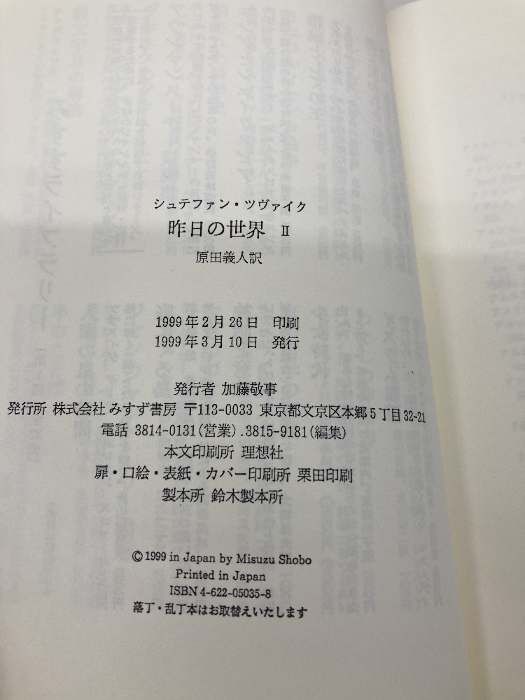 シュテファン・ツヴァイク
昨日の世界 II
原田義人訳
1999年2月26日 印刷
1999年3月10日 発行
発行者 加藤敬事
発行所 株式会社 みすず書房 〒113-0033 東京都文京区本郷5丁目32-21
電話 3814-0131(営業).3815-9181(編集)
本文印刷所 理想社
扉・口絵・表紙・カバー印刷所 栗田印刷
製本所 鈴木製本所
© 1999 in Japan by Misuzu Shobo
Printed in Japan
ISBN 4-622-05035-8
落丁・乱丁本はお取替えいたします